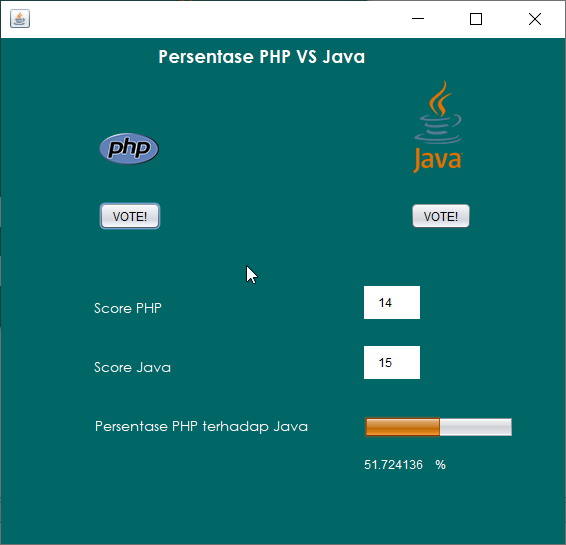 Persentase PHP VS Java
php
Java
VOTE! VOTE!
Score PHP 14
Score Java 15
Persentase PHP terhadap Java
51.724136 %